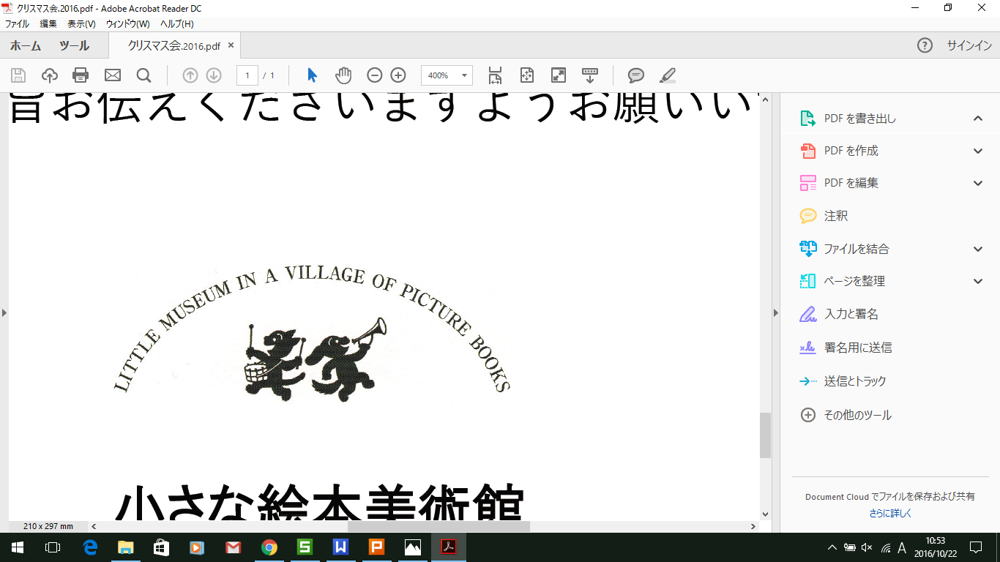 クリスマス会.2016.pdf - Adobe Acrobat Reader DC
ファイル 編集 表示(V) ウィンドウ(W) ヘルプ(H)
ホーム ツール クリスマス会.2016.pdf × サインイン
1 / 1 400%
旨お伝えくださいますようお願いい
LITTLE MUSEUM IN A VILLAGE OF PICTURE BOOKS
小さな絵本美術館
210 x 297 mm
PDF を書き出し
PDF を作成
PDF を編集
注釈
ファイルを結合
ページを整理
入力と署名
署名用に送信
送信とトラック
その他のツール
Document Cloud でファイルを保存および共有
さらに詳しく
A 10:53
2016/10/22